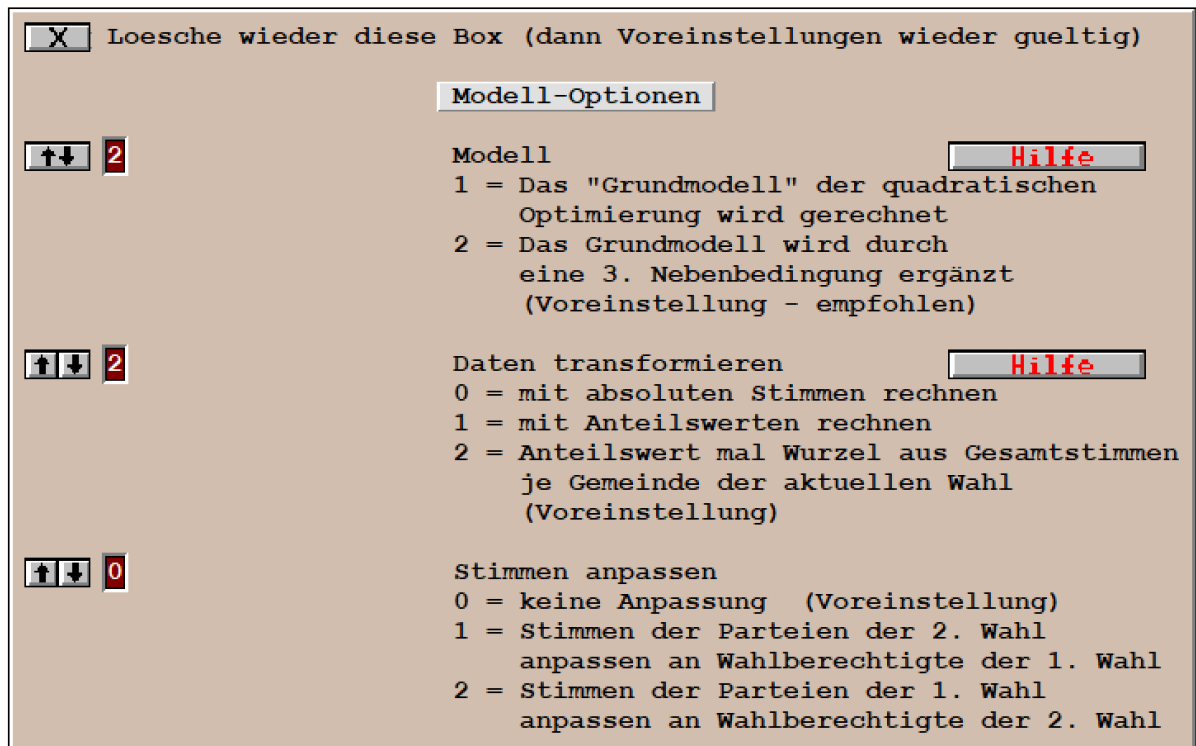 X Loesche wieder diese Box (dann Voreinstellungen wieder gueltig)
Modell-Optionen
2 Modell Hilfe
1 = Das "Grundmodell" der quadratischen
Optimierung wird gerechnet
2 = Das Grundmodell wird durch
eine 3. Nebenbedingung ergänzt
(Voreinstellung - empfohlen)
2 Daten transformieren Hilfe
0 = mit absoluten Stimmen rechnen
1 = mit Anteilswerten rechnen
2 = Anteilswert mal Wurzel aus Gesamtstimmen
je Gemeinde der aktuellen Wahl
(Voreinstellung)
0 Stimmen anpassen
0 = keine Anpassung (Voreinstellung)
1 = Stimmen der Parteien der 2. Wahl
anpassen an Wahlberechtigte der 1. Wahl
2 = Stimmen der Parteien der 1. Wahl
anpassen an Wahlberechtigte der 2. Wahl